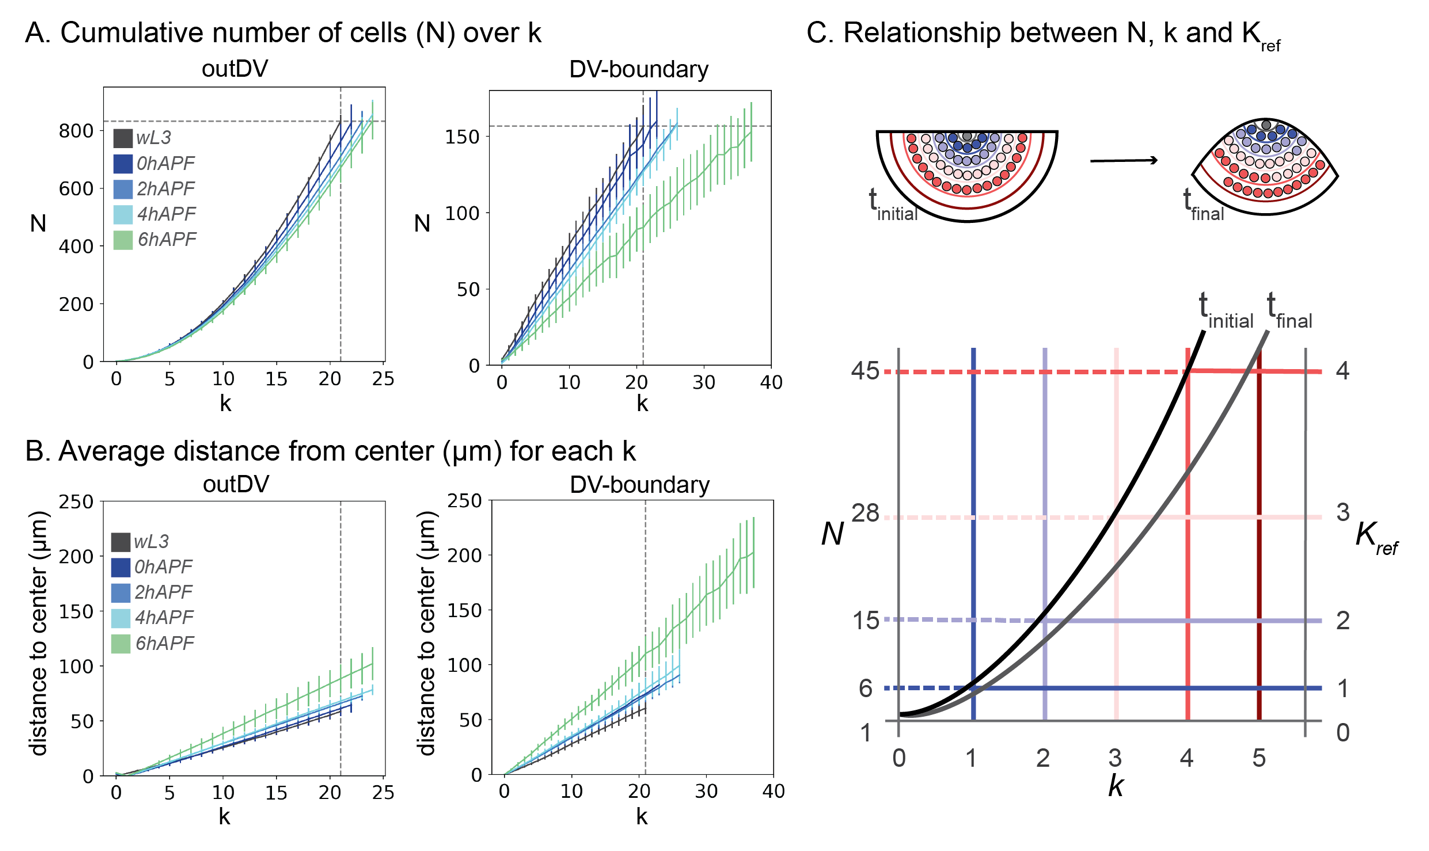 A. Cumulative number of cells (N) over k
outDV
N
800
600
400
200
0
wL3
0hAPF
2hAPF
4hAPF
6hAPF
0 5 10 15 20 25
k
DV-boundary
N
150
100
50
0
0 10 20 30 40
k
B. Average distance from center (µm) for each k
outDV
distance to center (µm)
250
200
150
100
50
0
wL3
0hAPF
2hAPF
4hAPF
6hAPF
0 5 10 15 20 25
k
DV-boundary
distance to center (µm)
250
200
150
100
50
0
0 10 20 30 40
k
C. Relationship between N, k and Kref
tinitial
tfinal
tinitial
tfinal
N
45
28
15
6
1
4
3
2
1
0
Kref
0 1 2 3 4 5
k